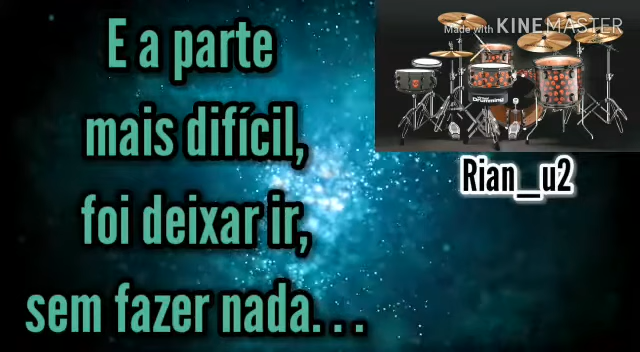 E a parte
mais difícil,
foi deixar ir,
sem fazer nada. . .
Made with KINEMASTER
Rian_u2